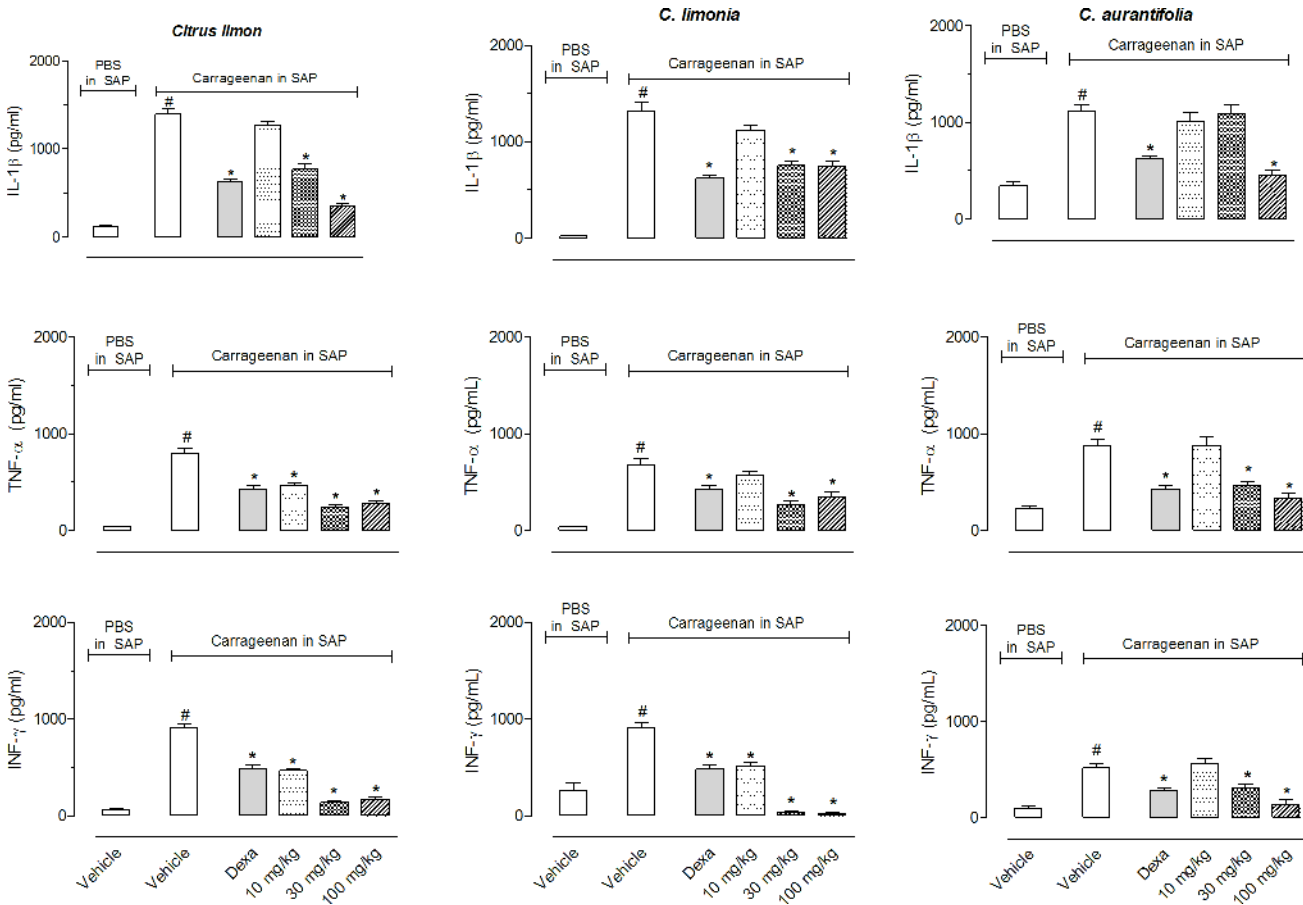 Citrus limon
C. limonia
C. aurantifolia
PBS
in SAP
Carrageenan in SAP
2000
1000
0
IL-1β (pg/ml)
#
*
*
*
PBS
in SAP
Carrageenan in SAP
2000
1000
0
IL-1β (pg/ml)
#
*
*
*
PBS
in SAP
Carrageenan in SAP
2000
1000
0
IL-1β (pg/ml)
#
*
*
PBS
in SAP
Carrageenan in SAP
2000
1000
0
TNF-α (pg/ml)
#
*
*
*
*
PBS
in SAP
Carrageenan in SAP
2000
1000
0
TNF-α (pg/mL)
#
*
*
*
PBS
in SAP
Carrageenan in SAP
2000
1000
0
TNF-α (pg/mL)
#
*
*
*
PBS
in SAP
Carrageenan in SAP
2000
1000
0
INF-γ (pg/ml)
#
*
*
*
*
Vehicle
Vehicle
Dexa
10 mg/kg
30 mg/kg
100 mg/kg
PBS
in SAP
Carrageenan in SAP
2000
1000
0
INF-γ (pg/mL)
#
*
*
*
*
Vehicle
Vehicle
Dexa
10 mg/kg
30 mg/kg
100 mg/kg
PBS
in SAP
Carrageenan in SAP
2000
1000
0
INF-γ (pg/mL)
#
*
*
*
Vehicle
Vehicle
Dexa
10 mg/kg
30 mg/kg
100 mg/kg